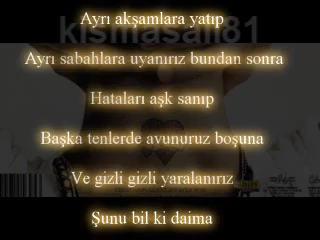 kismasali81
Ayrı akşamlara yatıp
Ayrı sabahlara uyanırız bundan sonra
Hataları aşk sanıp
Başka tenlerde avunuruz boşuna
Ve gizli gizli yaralanırız
Şunu bil ki daima